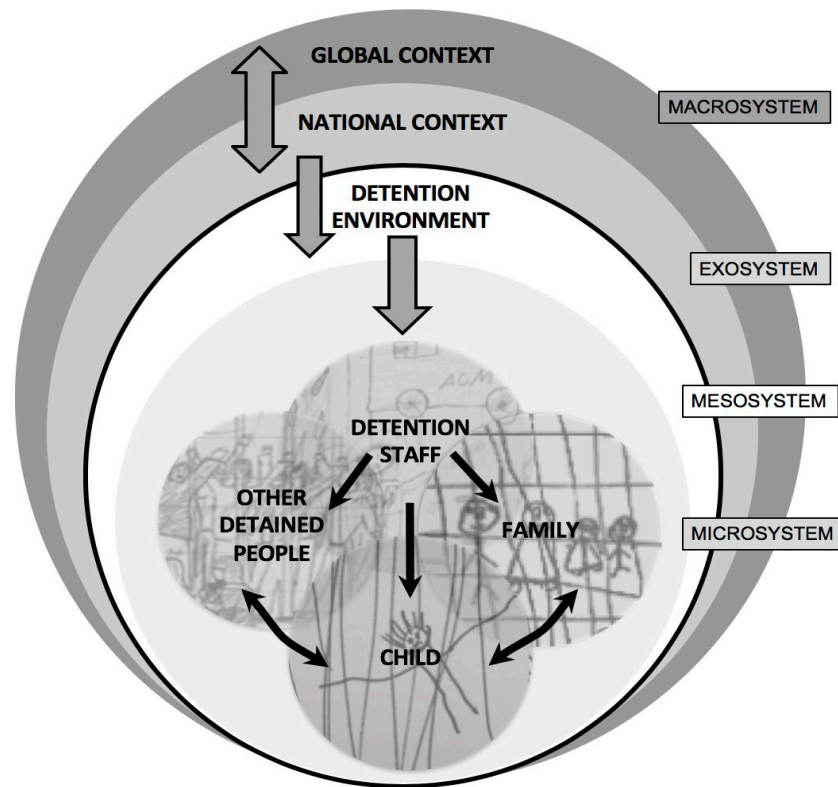 GLOBAL CONTEXT
MACROSYSTEM
NATIONAL CONTEXT
DETENTION
ENVIRONMENT
EXOSYSTEM
ACM
MESOSYSTEM
DETENTION
STAFF
OTHER
DETAINED
PEOPLE
FAMILY
MICROSYSTEM
CHILD